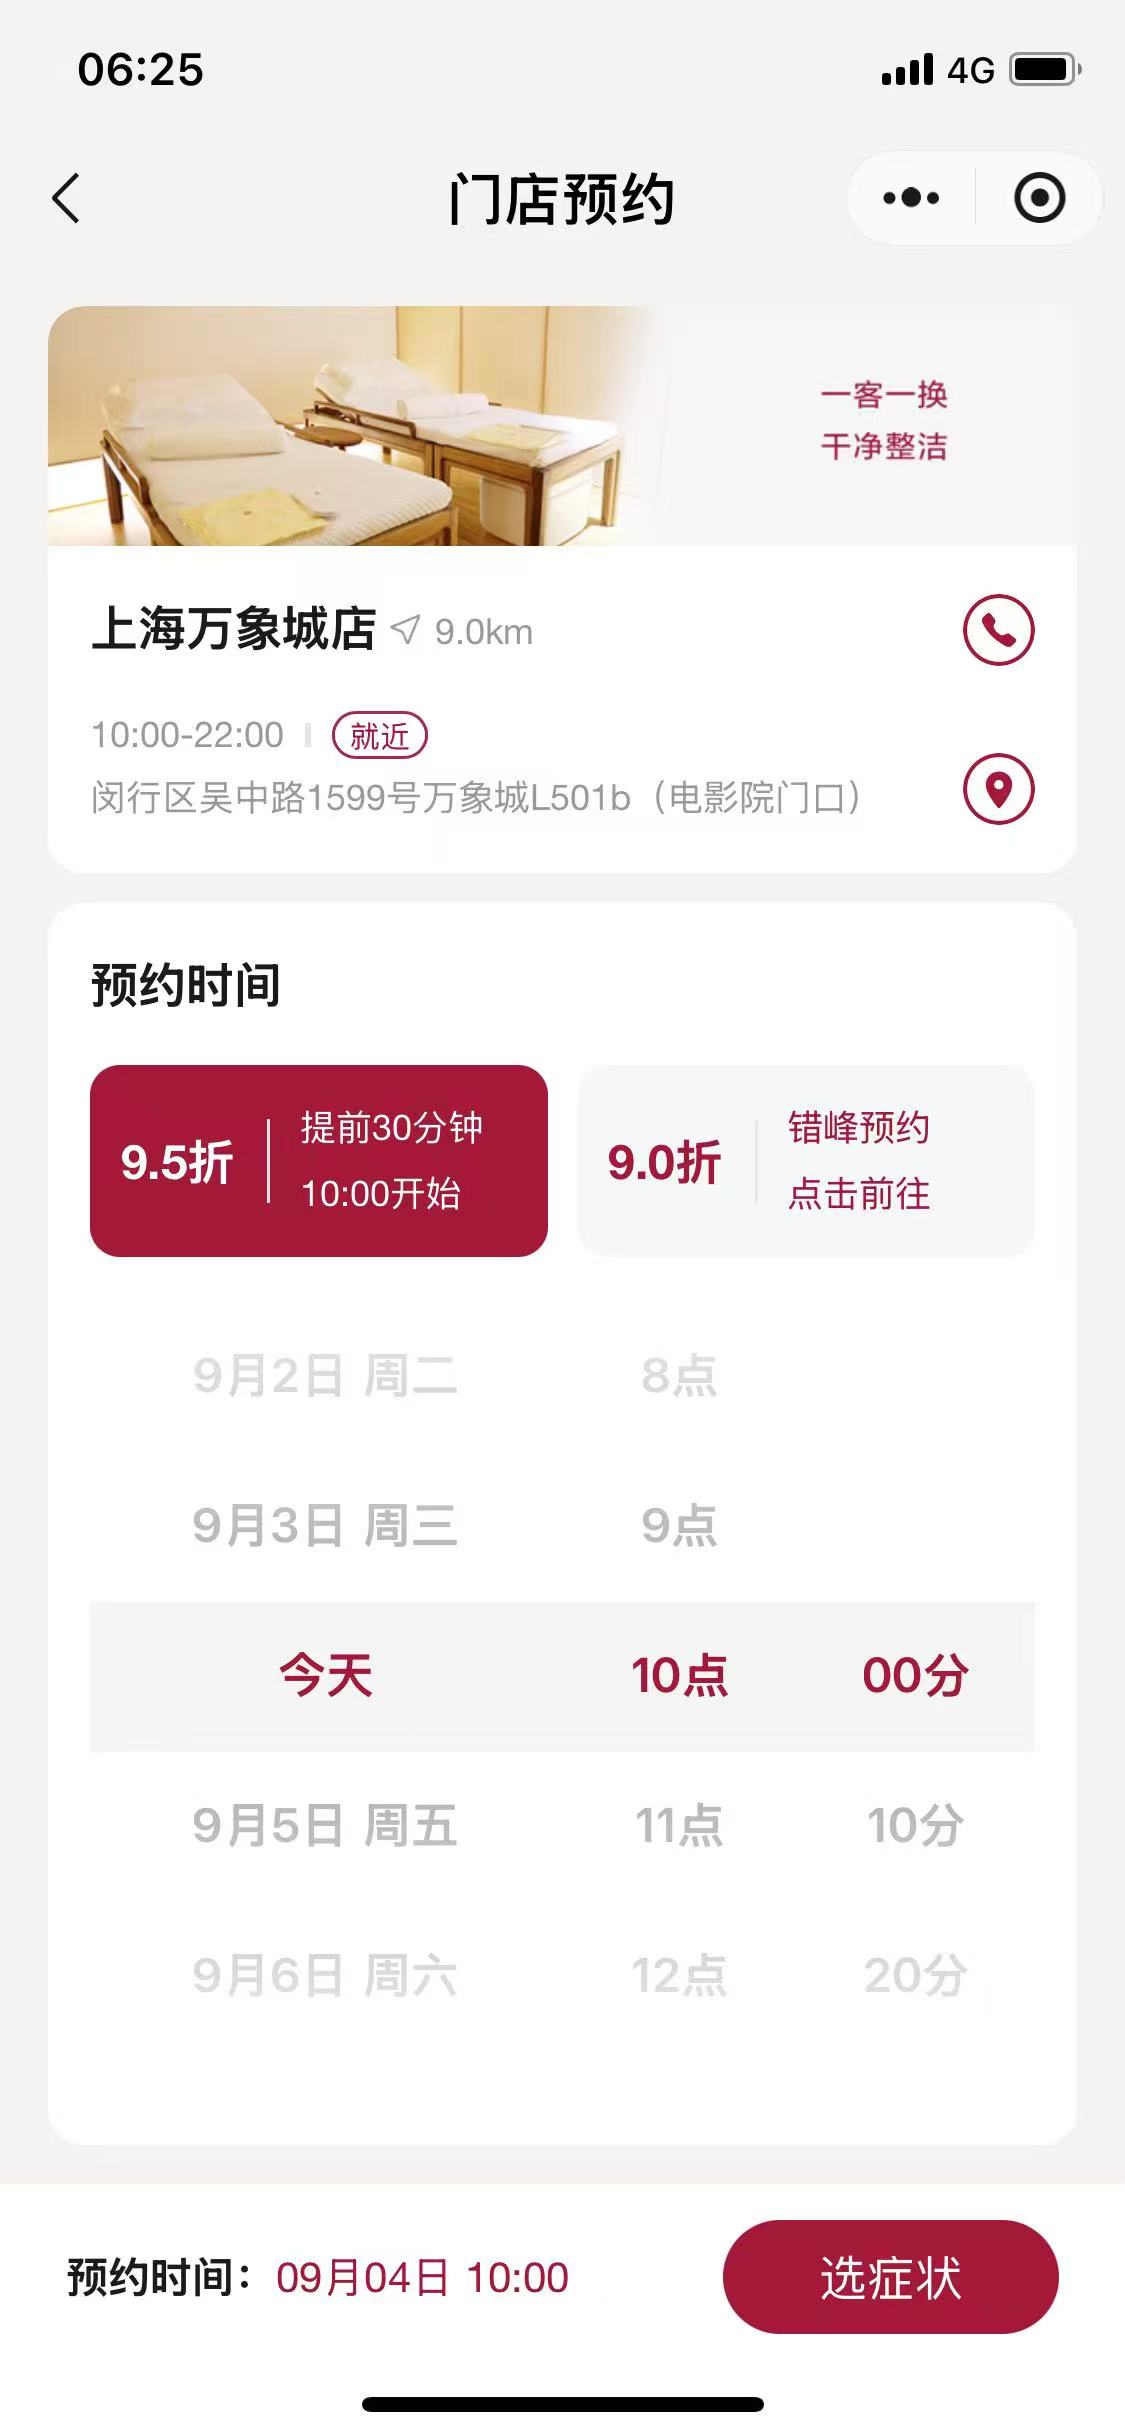 06:25
4G
门店预约
一客一换
干净整洁
上海万象城店 9.0km
10:00-22:00 就近
闵行区吴中路1599号万象城L501b（电影院门口）
预约时间
9.5折
提前30分钟
10:00开始
9.0折
错峰预约
点击前往
9月2日 周二 8点
9月3日 周三 9点
今天 10点 00分
9月5日 周五 11点 10分
9月6日 周六 12点 20分
预约时间：09月04日 10:00
选症状